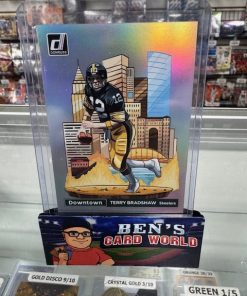 DONRUSS
12
Downtown
TERRY BRADSHAW
Steelers
BEN'S
CARD WORLD
GOLD DISCO 9/10
CRYSTAL GOLD 3/10
GREEN 1/5